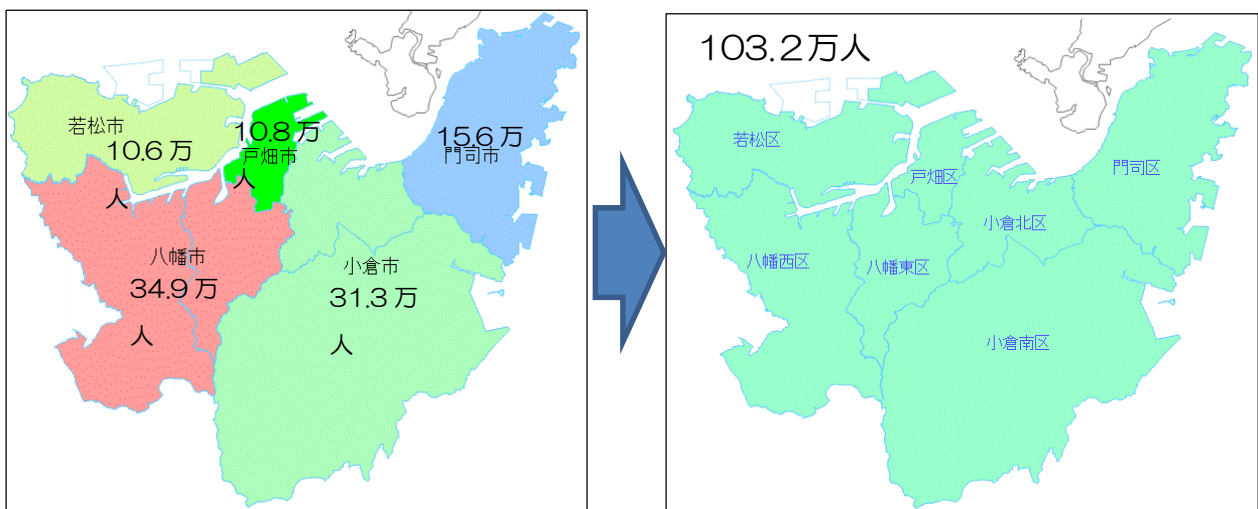 若松市
10.6万
人
10.8万
戸畑市
人
15.6万
門司市
八幡市
34.9万
人
小倉市
31.3万
人
103.2万人
若松区
戸畑区
門司区
小倉北区
八幡西区
八幡東区
小倉南区